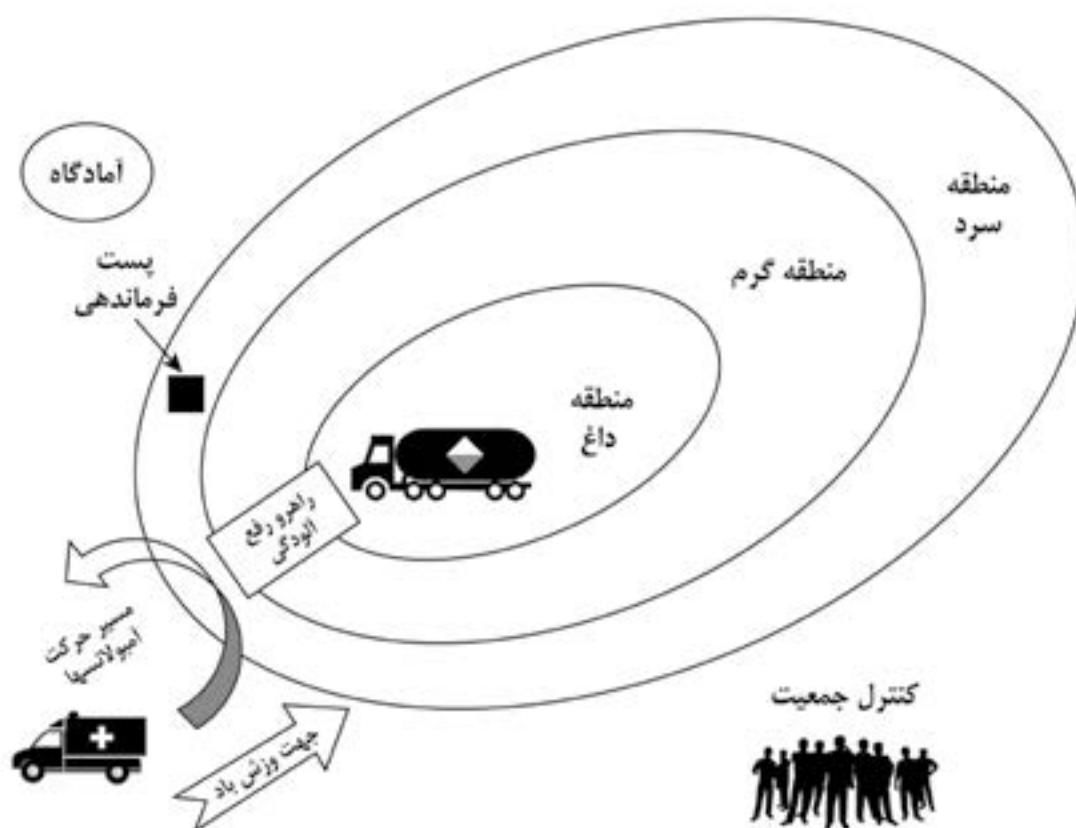 آمادگاه
منطقه
سرد
پست
فرماندهی
منطقه گرم
منطقه
داغ
راهرو رفع
آلودگی
مسیر حرکت
آمبولانسها
جهت وزش باد
کنترل جمعیت